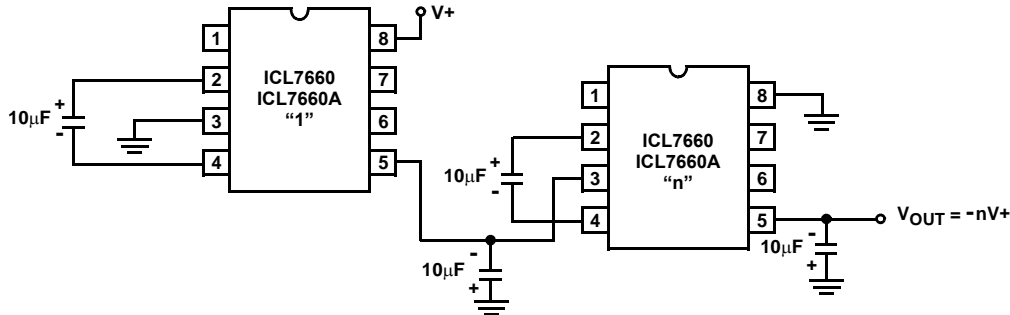 V+
1
8
2
ICL7660
ICL7660A
"1"
7
10μF
+
-
3
6
4
5
1
8
2
ICL7660
ICL7660A
"n"
7
10μF
+
-
3
6
4
5
VOUT = -nV+
-
10μF
+
-
10μF
+